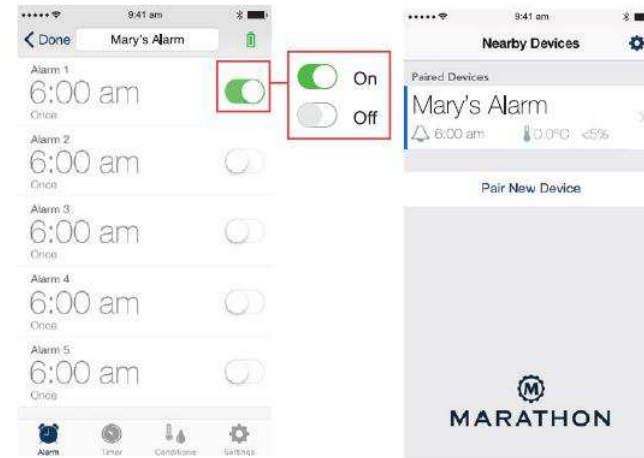 9:41 am
Done
Mary's Alarm
Alarm 1
6:00 am
Once
Alarm 2
6:00 am
Once
Alarm 3
6:00 am
Once
Alarm 4
6:00 am
Once
Alarm 5
6:00 am
Once
Alarm
Timer
Conditions
Settings
On
Off
9:41 am
Nearby Devices
Paired Devices
Mary's Alarm
6:00 am 0.0°C <5%
Pair New Device
M
MARATHON